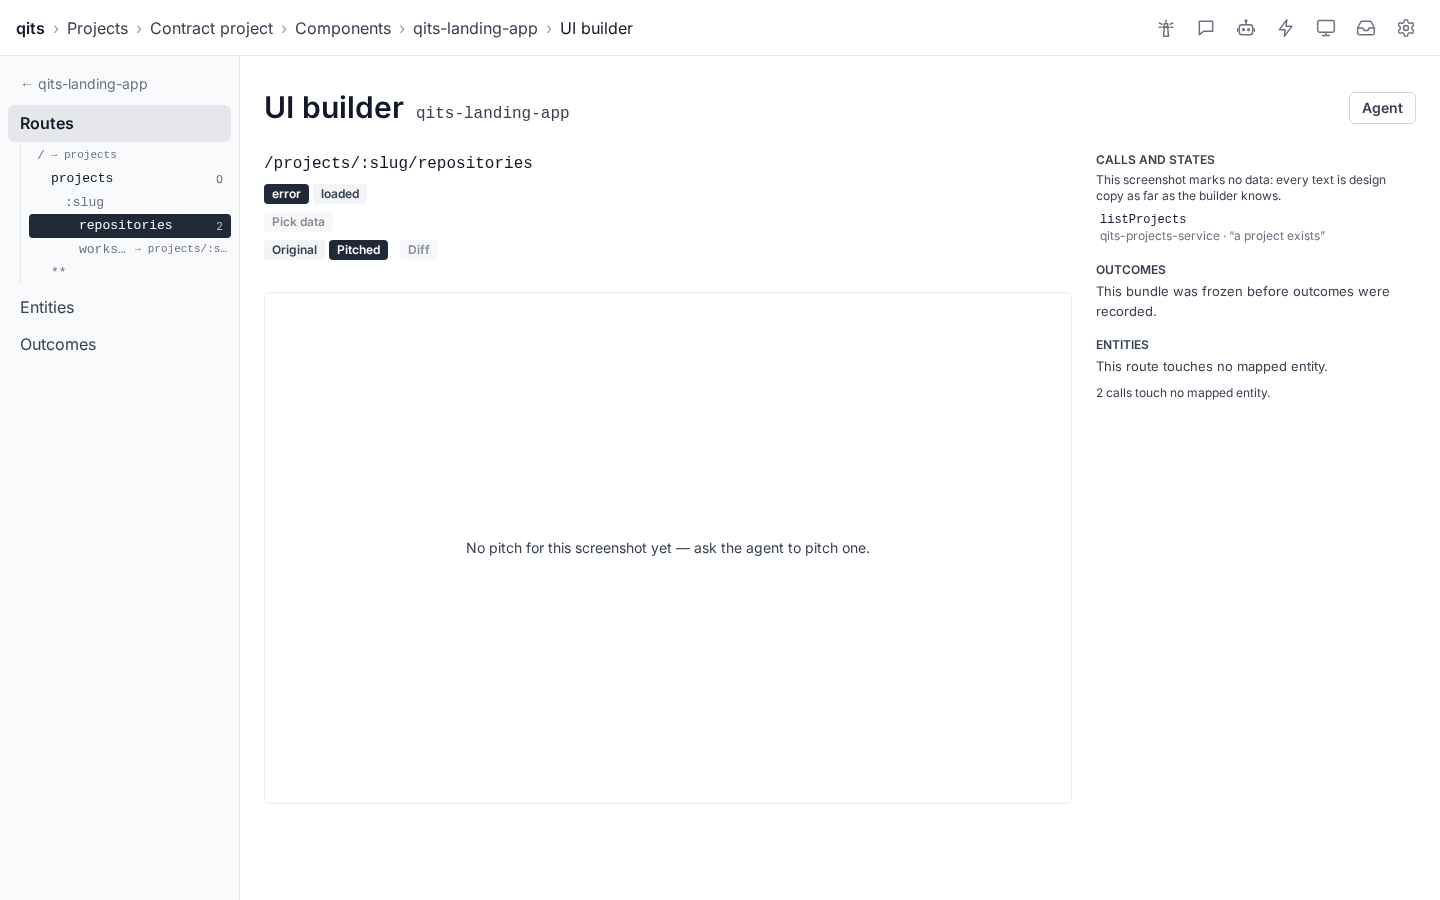 qits › Projects › Contract project › Components › qits-landing-app › UI builder
← qits-landing-app
Routes
/ → projects
projects 0
:slug
repositories 2
works… → projects/:s…
**
Entities
Outcomes
UI builder qits-landing-app
Agent
/projects/:slug/repositories
error loaded
Pick data
Original Pitched Diff
No pitch for this screenshot yet — ask the agent to pitch one.
CALLS AND STATES
This screenshot marks no data: every text is design
copy as far as the builder knows.
listProjects
qits-projects-service · “a project exists”
OUTCOMES
This bundle was frozen before outcomes were
recorded.
ENTITIES
This route touches no mapped entity.
2 calls touch no mapped entity.